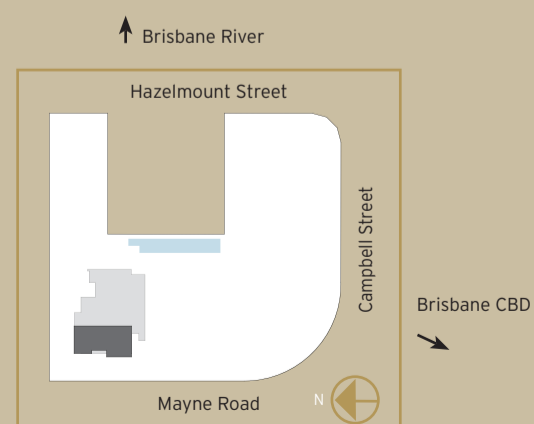 Brisbane River
Hazelmount Street
Campbell Street
Brisbane CBD
Mayne Road
N